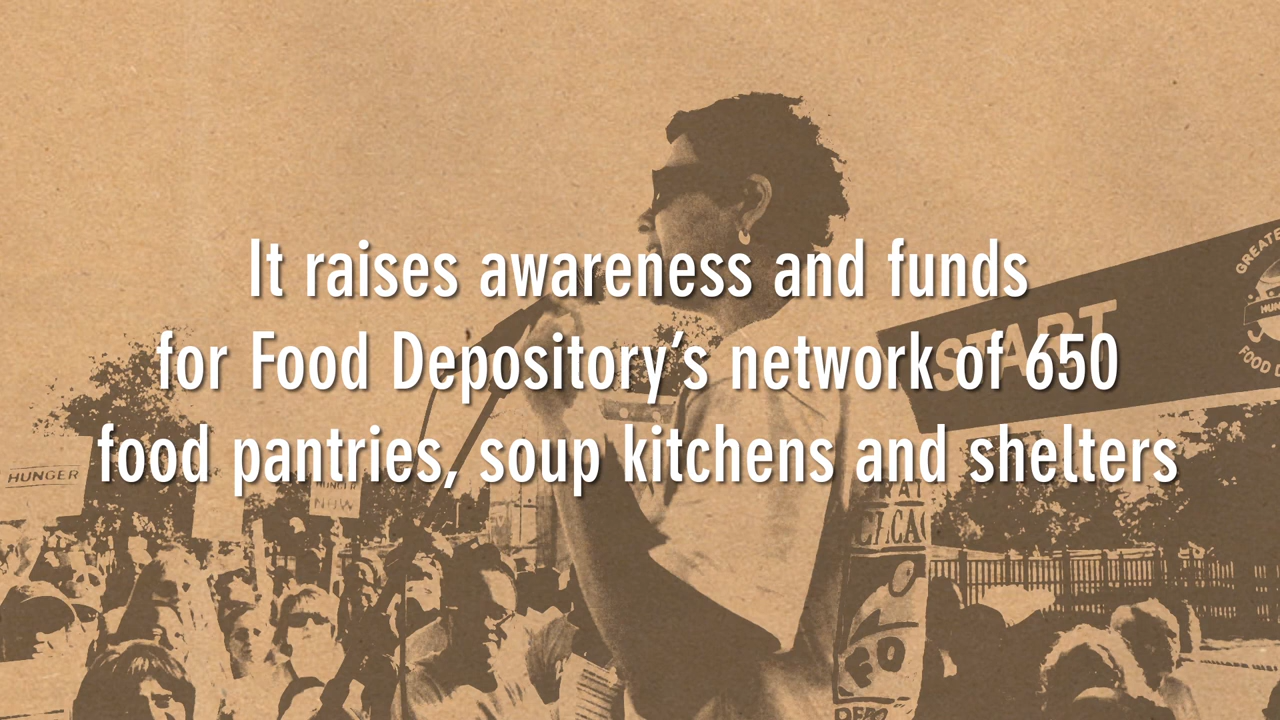 It raises awareness and funds
for Food Depository's network of 650
food pantries, soup kitchens and shelters
START
HUNGER
NOW